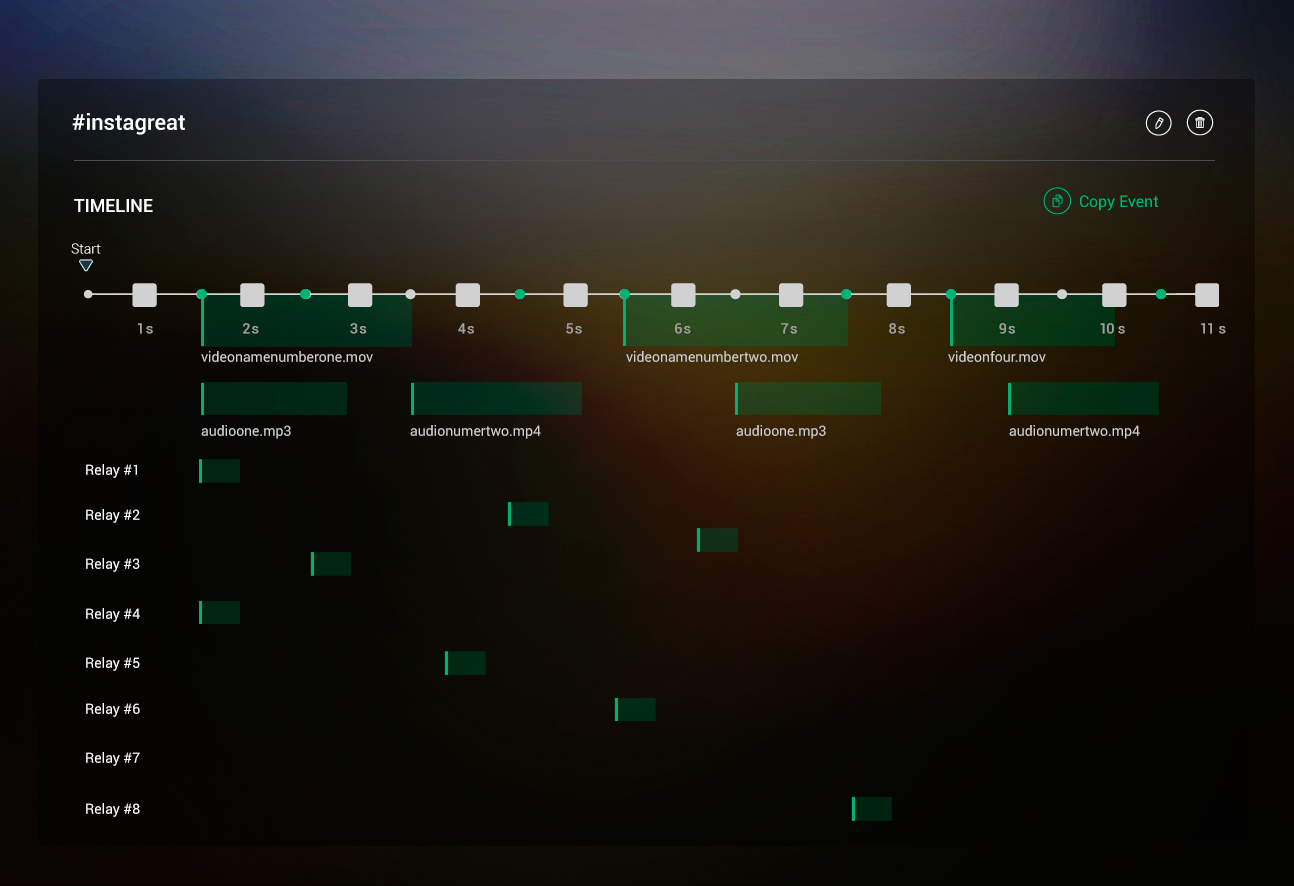 #instagreat
TIMELINE
Copy Event
Start
1s 2s 3s 4s 5s 6s 7s 8s 9s 10 s 11 s
videonamenumberone.mov videonamenumbertwo.mov videonfour.mov
audioone.mp3 audionumertwo.mp4 audioone.mp3 audionumertwo.mp4
Relay #1
Relay #2
Relay #3
Relay #4
Relay #5
Relay #6
Relay #7
Relay #8